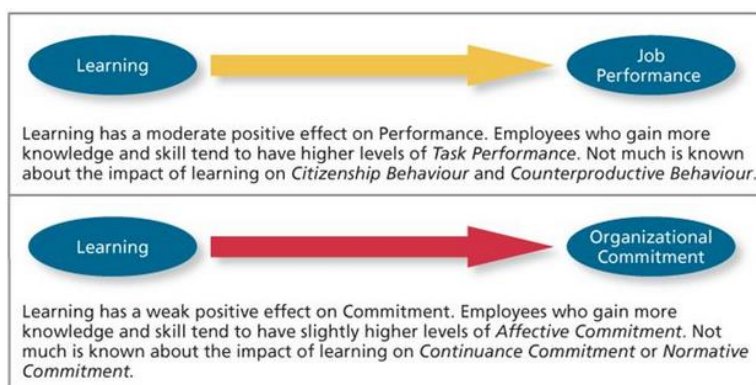 Learning
Job
Performance
Learning has a moderate positive effect on Performance. Employees who gain more
knowledge and skill tend to have higher levels of Task Performance. Not much is known
about the impact of learning on Citizenship Behaviour and Counterproductive Behaviour.
Learning
Organizational
Commitment
Learning has a weak positive effect on Commitment. Employees who gain more
knowledge and skill tend to have slightly higher levels of Affective Commitment. Not
much is known about the impact of learning on Continuance Commitment or Normative
Commitment.